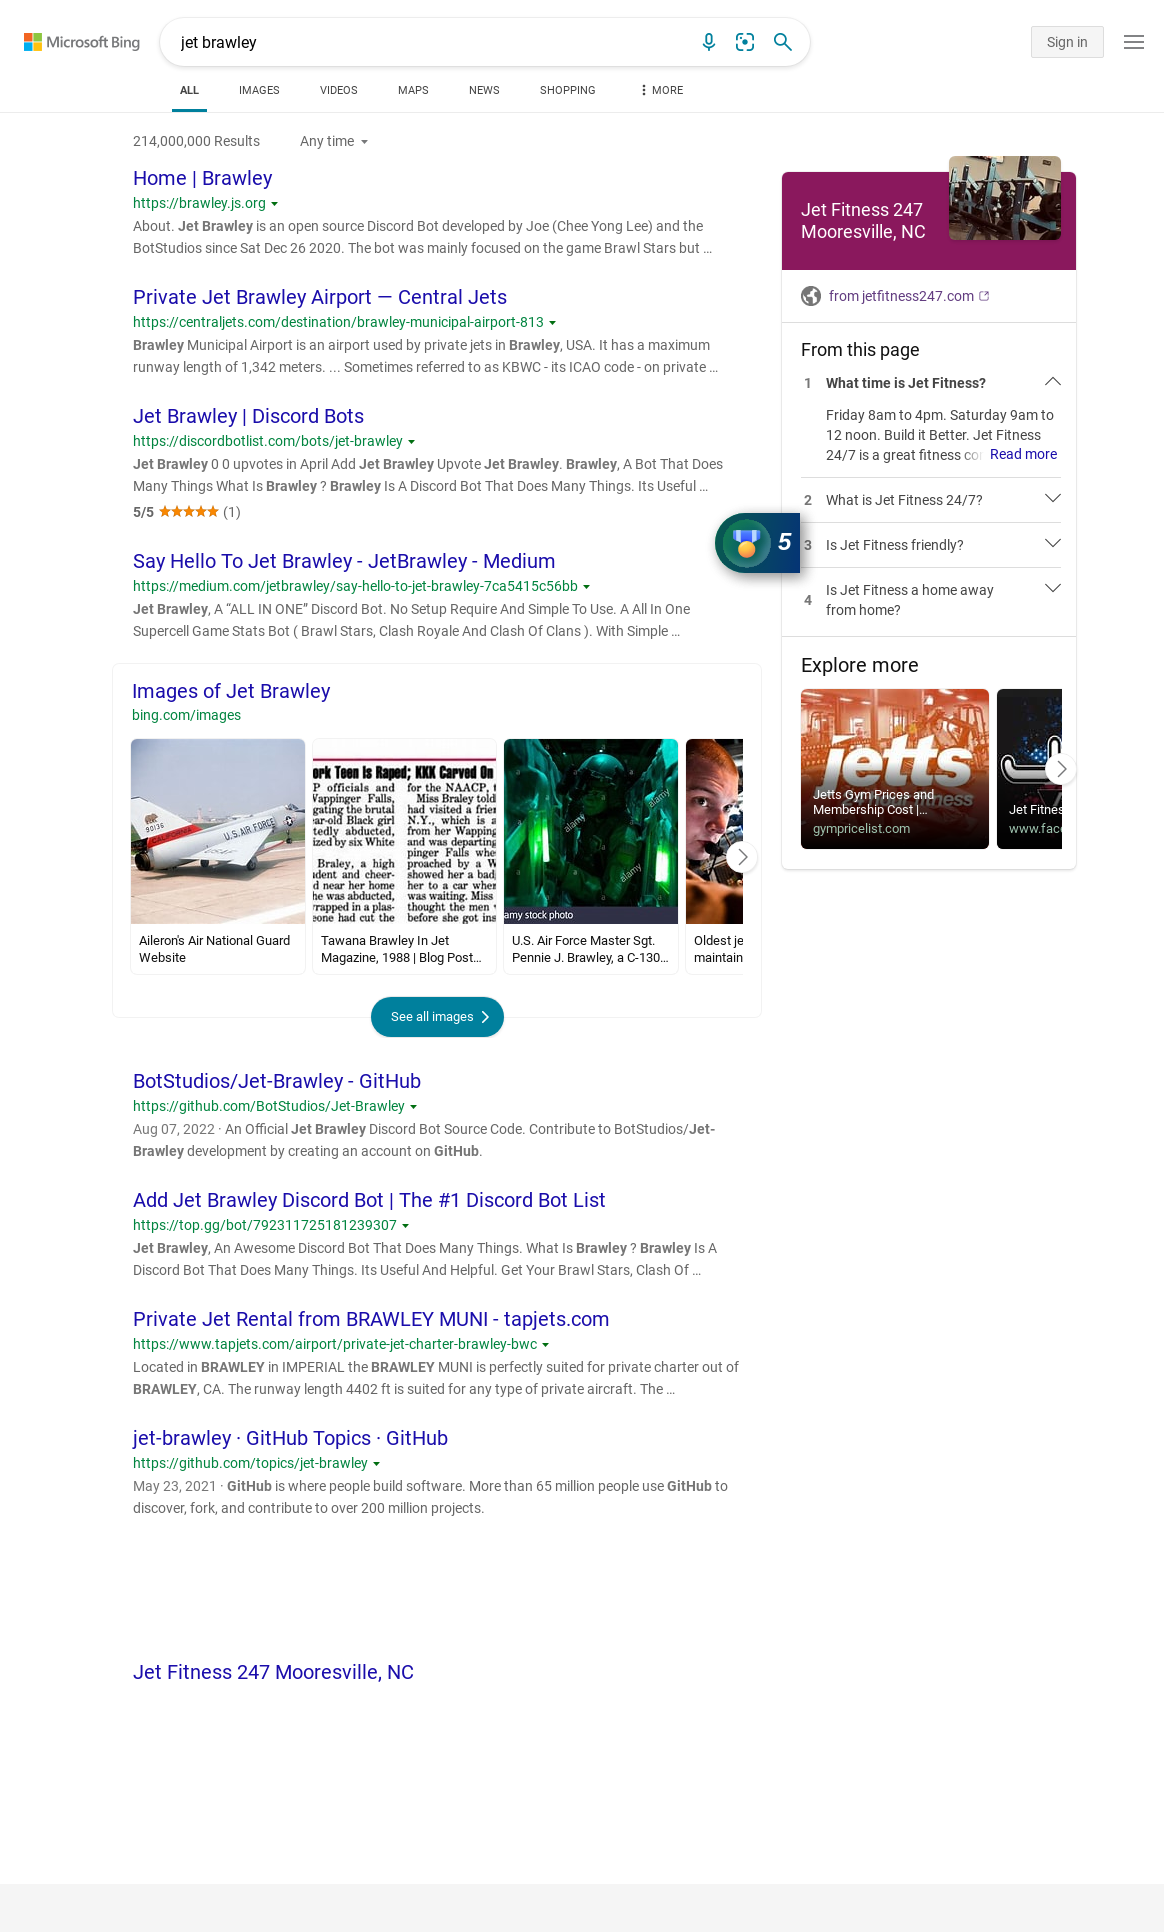 Microsoft Bing
jet brawley
Sign in
ALL
IMAGES
VIDEOS
MAPS
NEWS
SHOPPING
MORE
214,000,000 Results
Any time
Home | Brawley
https://brawley.js.org
About. Jet Brawley is an open source Discord Bot developed by Joe (Chee Yong Lee) and the
BotStudios since Sat Dec 26 2020. The bot was mainly focused on the game Brawl Stars but …
Private Jet Brawley Airport — Central Jets
https://centraljets.com/destination/brawley-municipal-airport-813
Brawley Municipal Airport is an airport used by private jets in Brawley, USA. It has a maximum
runway length of 1,342 meters. ... Sometimes referred to as KBWC - its ICAO code - on private …
Jet Brawley | Discord Bots
https://discordbotlist.com/bots/jet-brawley
Jet Brawley 0 0 upvotes in April Add Jet Brawley Upvote Jet Brawley. Brawley, A Bot That Does
Many Things What Is Brawley ? Brawley Is A Discord Bot That Does Many Things. Its Useful …
5/5 (1)
Say Hello To Jet Brawley - JetBrawley - Medium
https://medium.com/jetbrawley/say-hello-to-jet-brawley-7ca5415c56bb
Jet Brawley, A “ALL IN ONE” Discord Bot. No Setup Require And Simple To Use. A All In One
Supercell Game Stats Bot ( Brawl Stars, Clash Royale And Clash Of Clans ). With Simple …
Images of Jet Brawley
bing.com/images
90136
CALIFORNIA
U.S. AIR FORCE
Aileron's Air National Guard
Website
ork Teen Is Raped; KKK Carved On
P officials and
Wappinger Falls,
gating the brutal
ear-old Black girl
tedly abducted,
ized by six White
Braley, a high
dent and cheer-
ed near her home
he was abducted,
vrapped in a plas-
eone had cut the
for the NAACP, t
Miss Braley told
had visited a frien
N.Y., which is a
from her Wapping
and was departing
pinger Falls whe
proached by a W
showed her a bad
her to a car wher
was waiting. Miss
thought the men w
before she got ins
Tawana Brawley In Jet
Magazine, 1988 | Blog Post…
alamy
alamy
alamy
amy stock photo
U.S. Air Force Master Sgt.
Pennie J. Brawley, a C-130…
Oldest je
maintain
See all images
BotStudios/Jet-Brawley - GitHub
https://github.com/BotStudios/Jet-Brawley
Aug 07, 2022 · An Official Jet Brawley Discord Bot Source Code. Contribute to BotStudios/Jet-
Brawley development by creating an account on GitHub.
Add Jet Brawley Discord Bot | The #1 Discord Bot List
https://top.gg/bot/792311725181239307
Jet Brawley, An Awesome Discord Bot That Does Many Things. What Is Brawley ? Brawley Is A
Discord Bot That Does Many Things. Its Useful And Helpful. Get Your Brawl Stars, Clash Of …
Private Jet Rental from BRAWLEY MUNI - tapjets.com
https://www.tapjets.com/airport/private-jet-charter-brawley-bwc
Located in BRAWLEY in IMPERIAL the BRAWLEY MUNI is perfectly suited for private charter out of
BRAWLEY, CA. The runway length 4402 ft is suited for any type of private aircraft. The …
jet-brawley · GitHub Topics · GitHub
https://github.com/topics/jet-brawley
May 23, 2021 · GitHub is where people build software. More than 65 million people use GitHub to
discover, fork, and contribute to over 200 million projects.
Jet Fitness 247 Mooresville, NC
Jet Fitness 247
Mooresville, NC
from jetfitness247.com
From this page
1 What time is Jet Fitness?
Friday 8am to 4pm. Saturday 9am to
12 noon. Build it Better. Jet Fitness
24/7 is a great fitness co Read more
2 What is Jet Fitness 24/7?
5
3 Is Jet Fitness friendly?
4 Is Jet Fitness a home away
from home?
Explore more
jetts
Jetts Gym Prices and
Membership Cost |…
gympricelist.com
Jet Fitnes
www.face